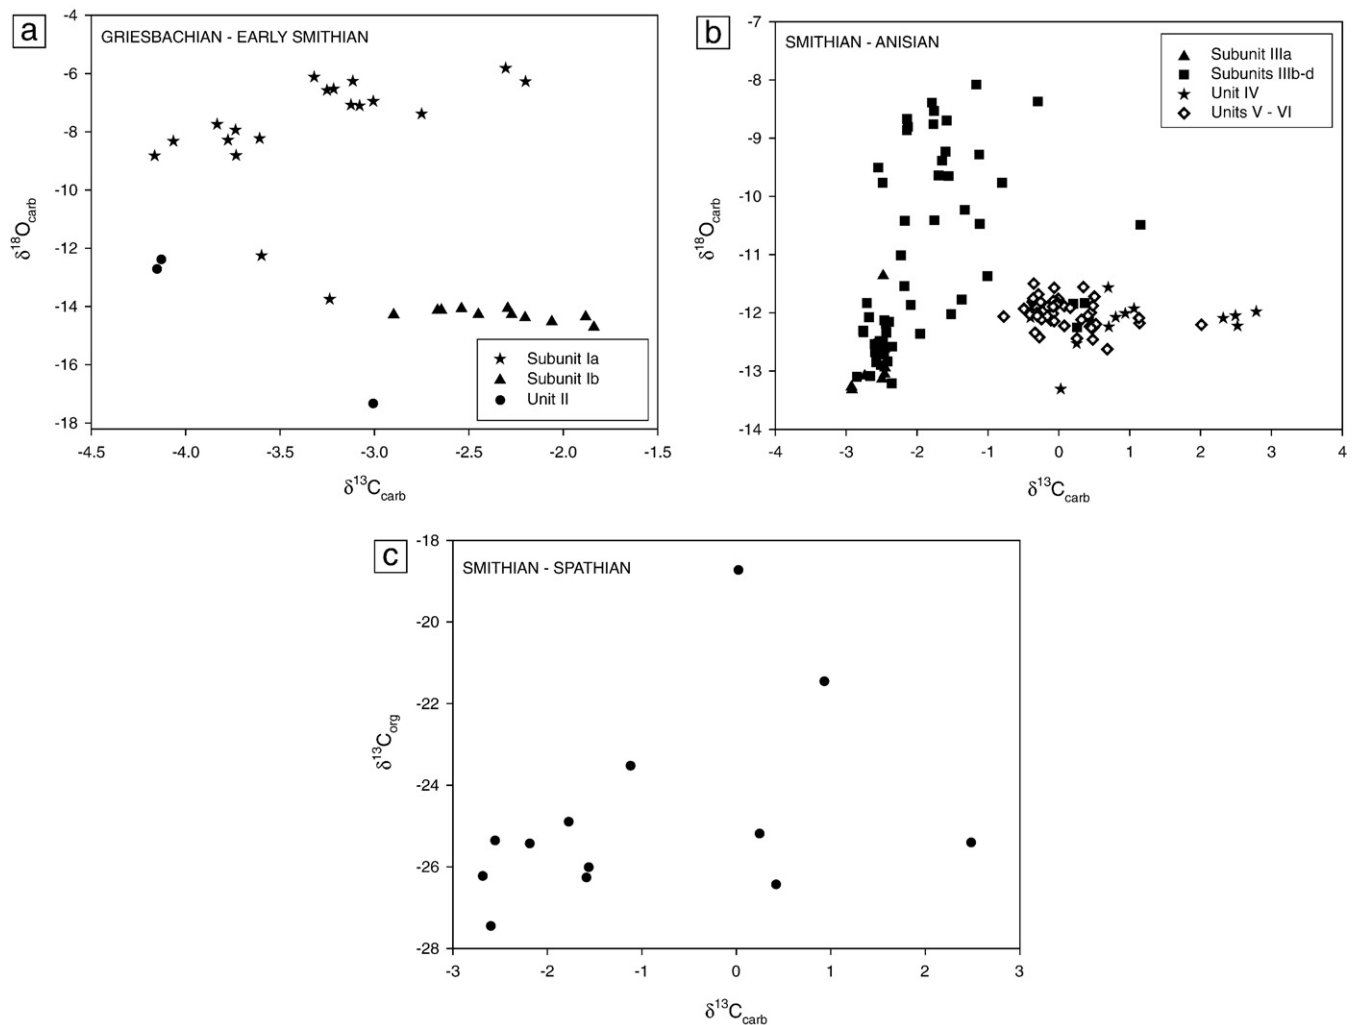 a
GRIESBACHIAN - EARLY SMITHIAN
-4
-6
-8
-10
-12
-14
-16
-18
δ18Ocarb
Subunit Ia
Subunit Ib
Unit II
-4.5 -4.0 -3.5 -3.0 -2.5 -2.0 -1.5
δ13Ccarb
b
SMITHIAN - ANISIAN
-7
-8
-9
-10
-11
-12
-13
-14
δ18Ocarb
Subunit IIIa
Subunits IIIb-d
Unit IV
Units V - VI
-4 -3 -2 -1 0 1 2 3 4
δ13Ccarb
c
SMITHIAN - SPATHIAN
-18
-20
-22
-24
-26
-28
δ13Corg
-3 -2 -1 0 1 2 3
δ13Ccarb